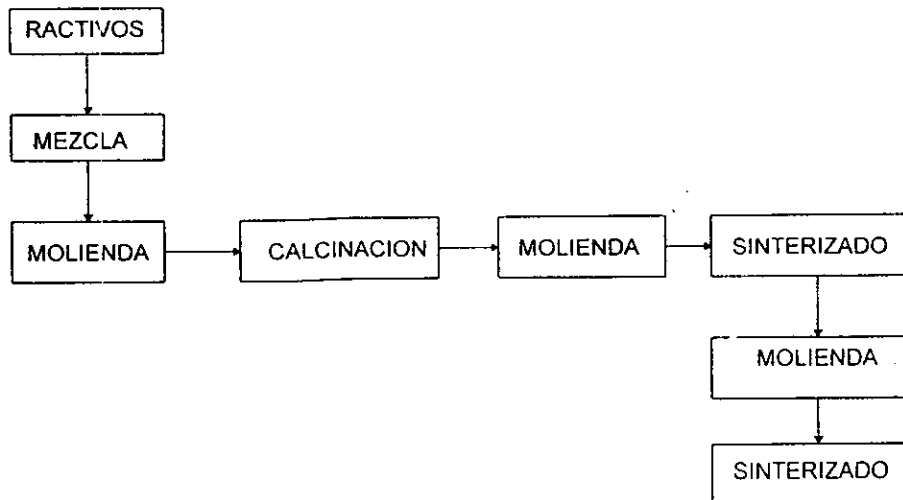 RACTIVOS
MEZCLA
MOLIENDA
CALCINACION
MOLIENDA
SINTERIZADO
MOLIENDA
SINTERIZADO